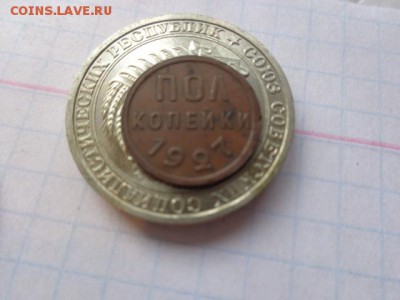 COINS.LAVE.RU
СОЮЗ СОВЕТСКИХ СОЦИАЛИСТИЧЕСКИХ РЕСПУБЛИК
ПОЛ
КОПЕЙКИ
1927